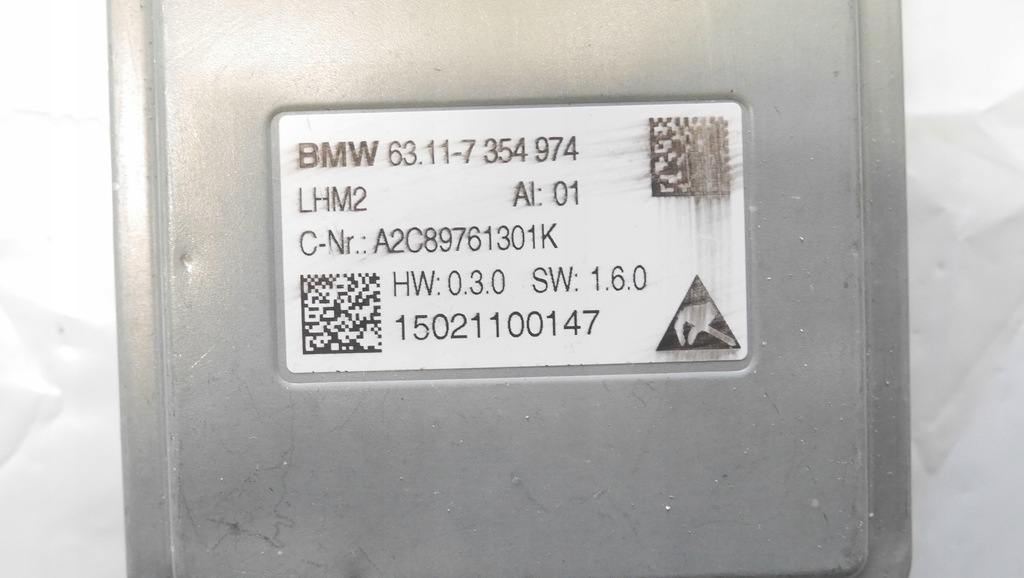 BMW 63.11-7 354 974
LHM2 AI: 01
C-Nr.: A2C89761301K
HW: 0.3.0 SW: 1.6.0
15021100147